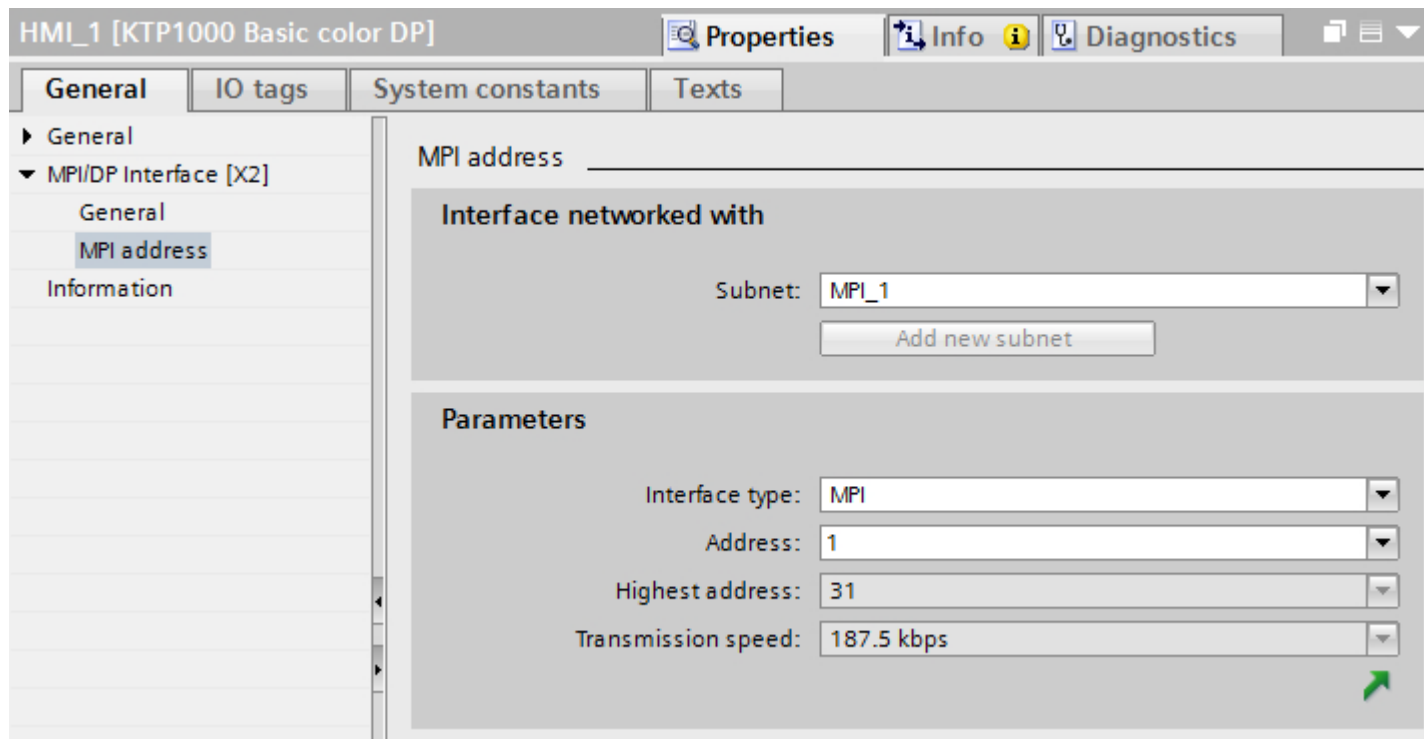 HMI_1 [KTP1000 Basic color DP]
Properties
Info
Diagnostics
General
IO tags
System constants
Texts
General
MPI/DP Interface [X2]
General
MPI address
Information
MPI address
Interface networked with
Subnet: MPI_1
Add new subnet
Parameters
Interface type: MPI
Address: 1
Highest address: 31
Transmission speed: 187.5 kbps